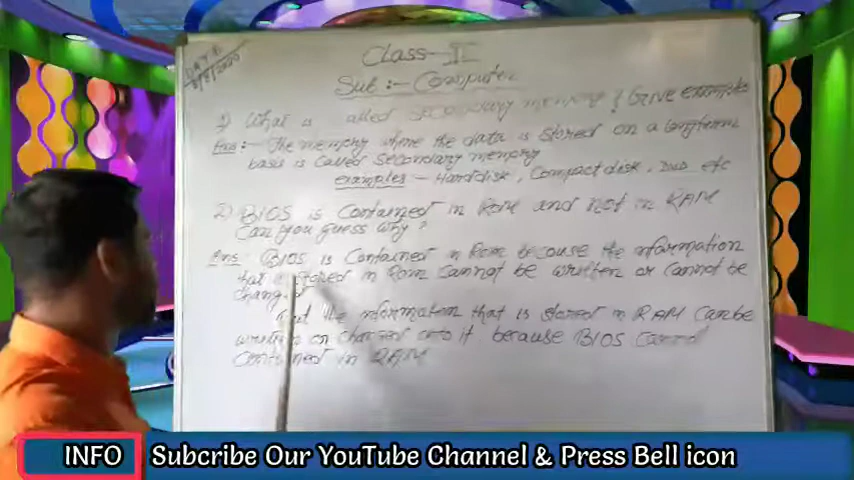 DATE
8/8/2020
Class - II
Sub :- Computer
1) What is called secondary memory? Give examples
Ans :- The memory where the data is stored on a longterm
basis is called secondary memory
examples - Harddisk, Compact disk, DVD etc
2) BIOS is Contained in ROM and not in RAM
Can you guess why?
Ans: BIOS is Contained in Rom because the information
that is stored in Rom cannot be written or cannot be
But the information that is stored in RAM Can be
written or changed into it because BIOS Cannot
Contained in RAM
INFO Subcribe Our YouTube Channel & Press Bell icon